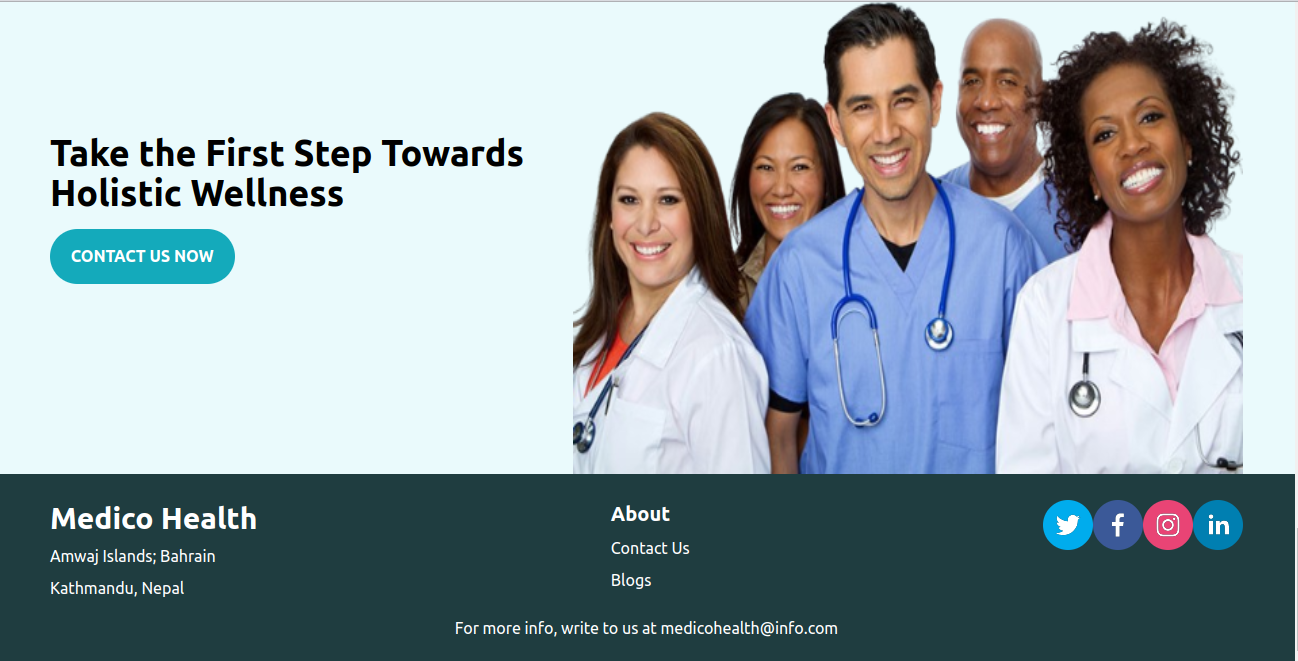 Take the First Step Towards
Holistic Wellness
CONTACT US NOW
Medico Health
Amwaj Islands; Bahrain
Kathmandu, Nepal
About
Contact Us
Blogs
in
For more info, write to us at medicohealth@info.com